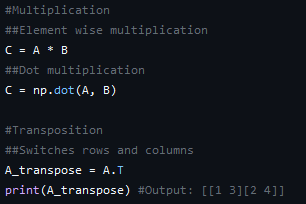 #Multiplication
##Element wise multiplication
C = A * B
##Dot multiplication
C = np.dot(A, B)
#Transposition
##Switches rows and columns
A_transpose = A.T
print(A_transpose) #Output: [[1 3][2 4]]